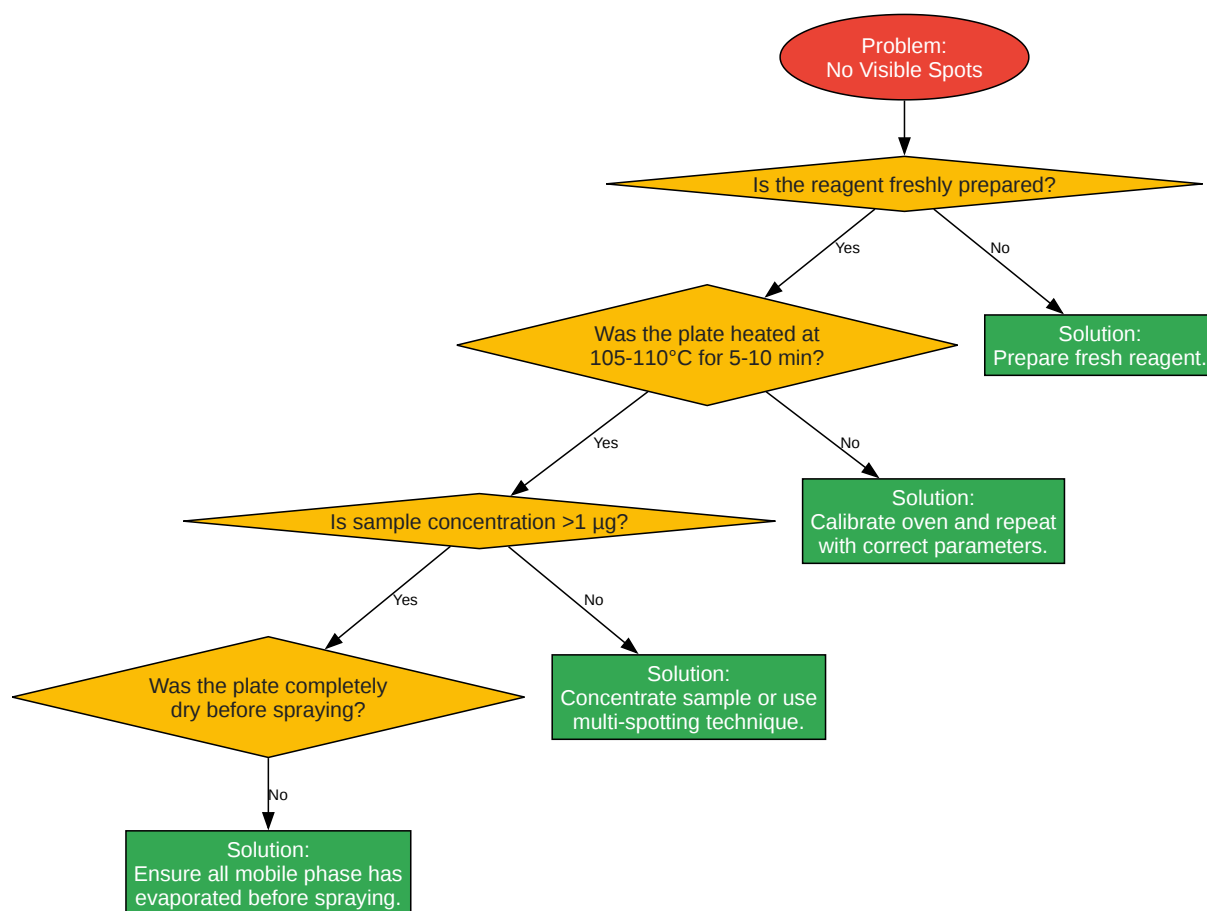 Problem:
No Visible Spots
Is the reagent freshly prepared?
Yes
No
Was the plate heated at
105-110°C for 5-10 min?
Solution:
Prepare fresh reagent.
Yes
No
Is sample concentration >1 µg?
Solution:
Calibrate oven and repeat
with correct parameters.
Yes
No
Was the plate completely
dry before spraying?
Solution:
Concentrate sample or use
multi-spotting technique.
No
Solution:
Ensure all mobile phase has
evaporated before spraying.